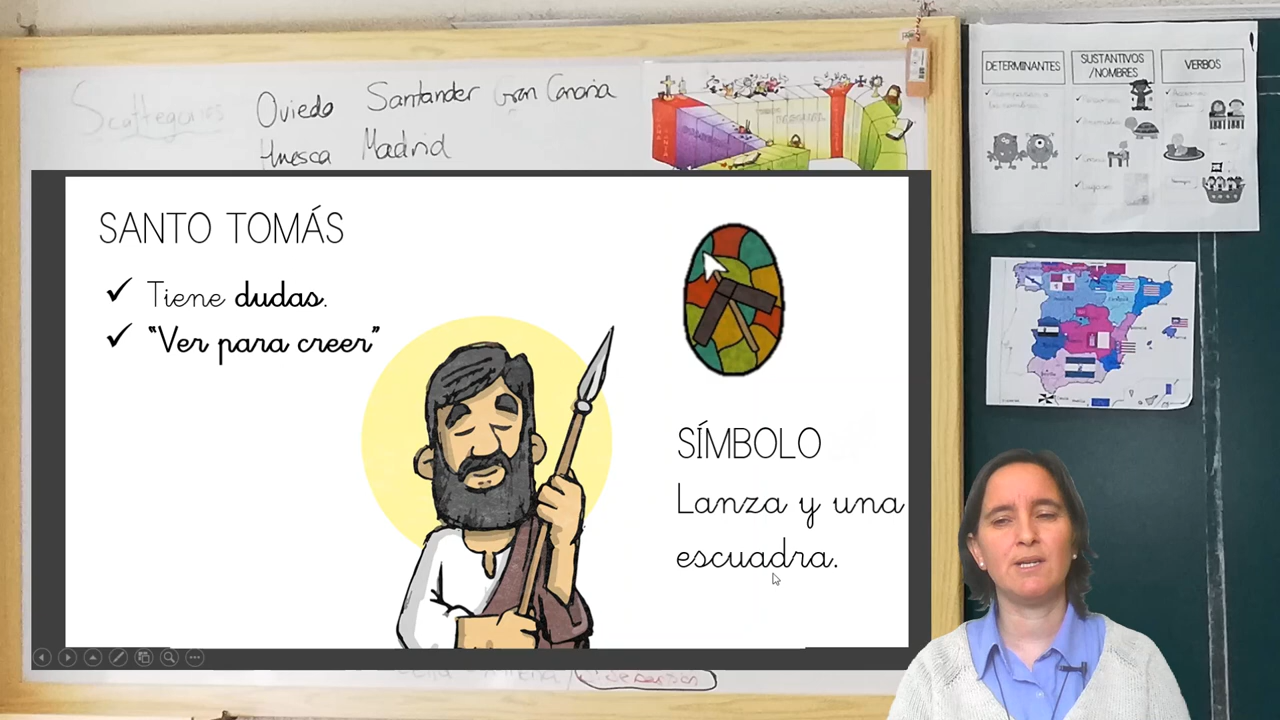 Oviedo Santander Gran Canaria
Huesca Madrid
DETERMINANTES
SUSTANTIVOS
/NOMBRES
VERBOS
SANTO TOMÁS
✓ Tiene dudas.
✓ "Ver para creer"
SÍMBOLO
Lanza y una
escuadra.